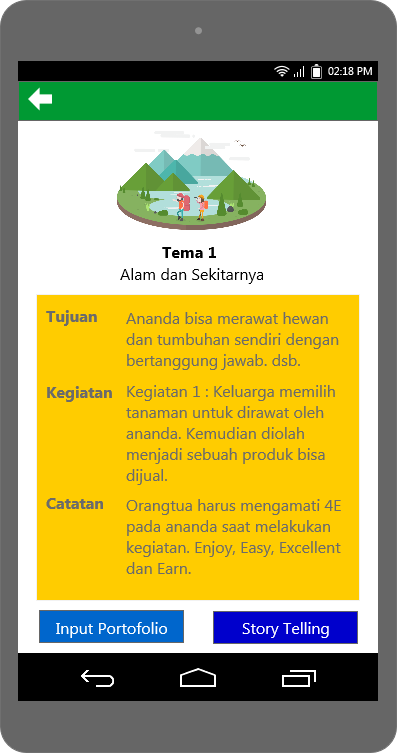 02:18 PM
Tema 1
Alam dan Sekitarnya
Tujuan
Ananda bisa merawat hewan
dan tumbuhan sendiri dengan
bertanggung jawab. dsb.
Kegiatan
Kegiatan 1 : Keluarga memilih
tanaman untuk dirawat oleh
ananda. Kemudian diolah
menjadi sebuah produk bisa
dijual.
Catatan
Orangtua harus mengamati 4E
pada ananda saat melakukan
kegiatan. Enjoy, Easy, Excellent
dan Earn.
Input Portofolio
Story Telling